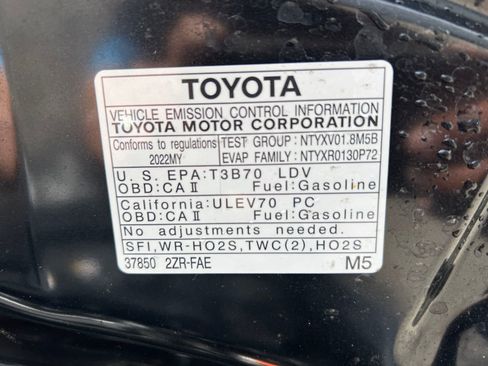 TOYOTA
VEHICLE EMISSION CONTROL INFORMATION
TOYOTA MOTOR CORPORATION
Conforms to regulations TEST GROUP : NTYXV01.8M5B
2022MY EVAP FAMILY: NTYXR0130P72
U. S. EPA:T3B70 LDV
OBD:CA II Fuel:Gasoline
California:ULEV70 PC
OBD:CA II Fuel:Gasoline
No adjustments needed.
SFI,WR-HO2S,TWC(2),HO2S
37850 2ZR-FAE M5